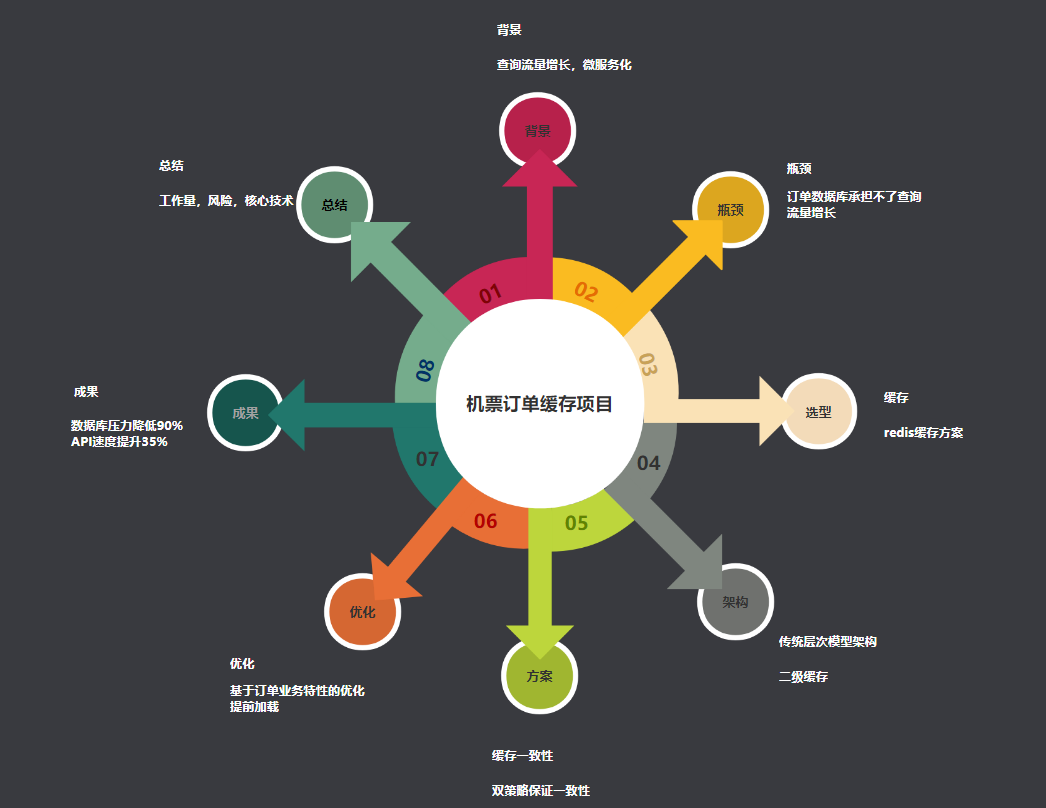 机票订单缓存项目
01
背景
背景
查询流量增长，微服务化
02
瓶颈
瓶颈
订单数据库承担不了查询
流量增长
03
选型
缓存
redis缓存方案
04
架构
传统层次模型架构
二级缓存
05
方案
缓存一致性
双策略保证一致性
06
优化
优化
基于订单业务特性的优化
提前加载
07
成果
成果
数据库压力降低90%
API速度提升35%
08
总结
总结
工作量，风险，核心技术